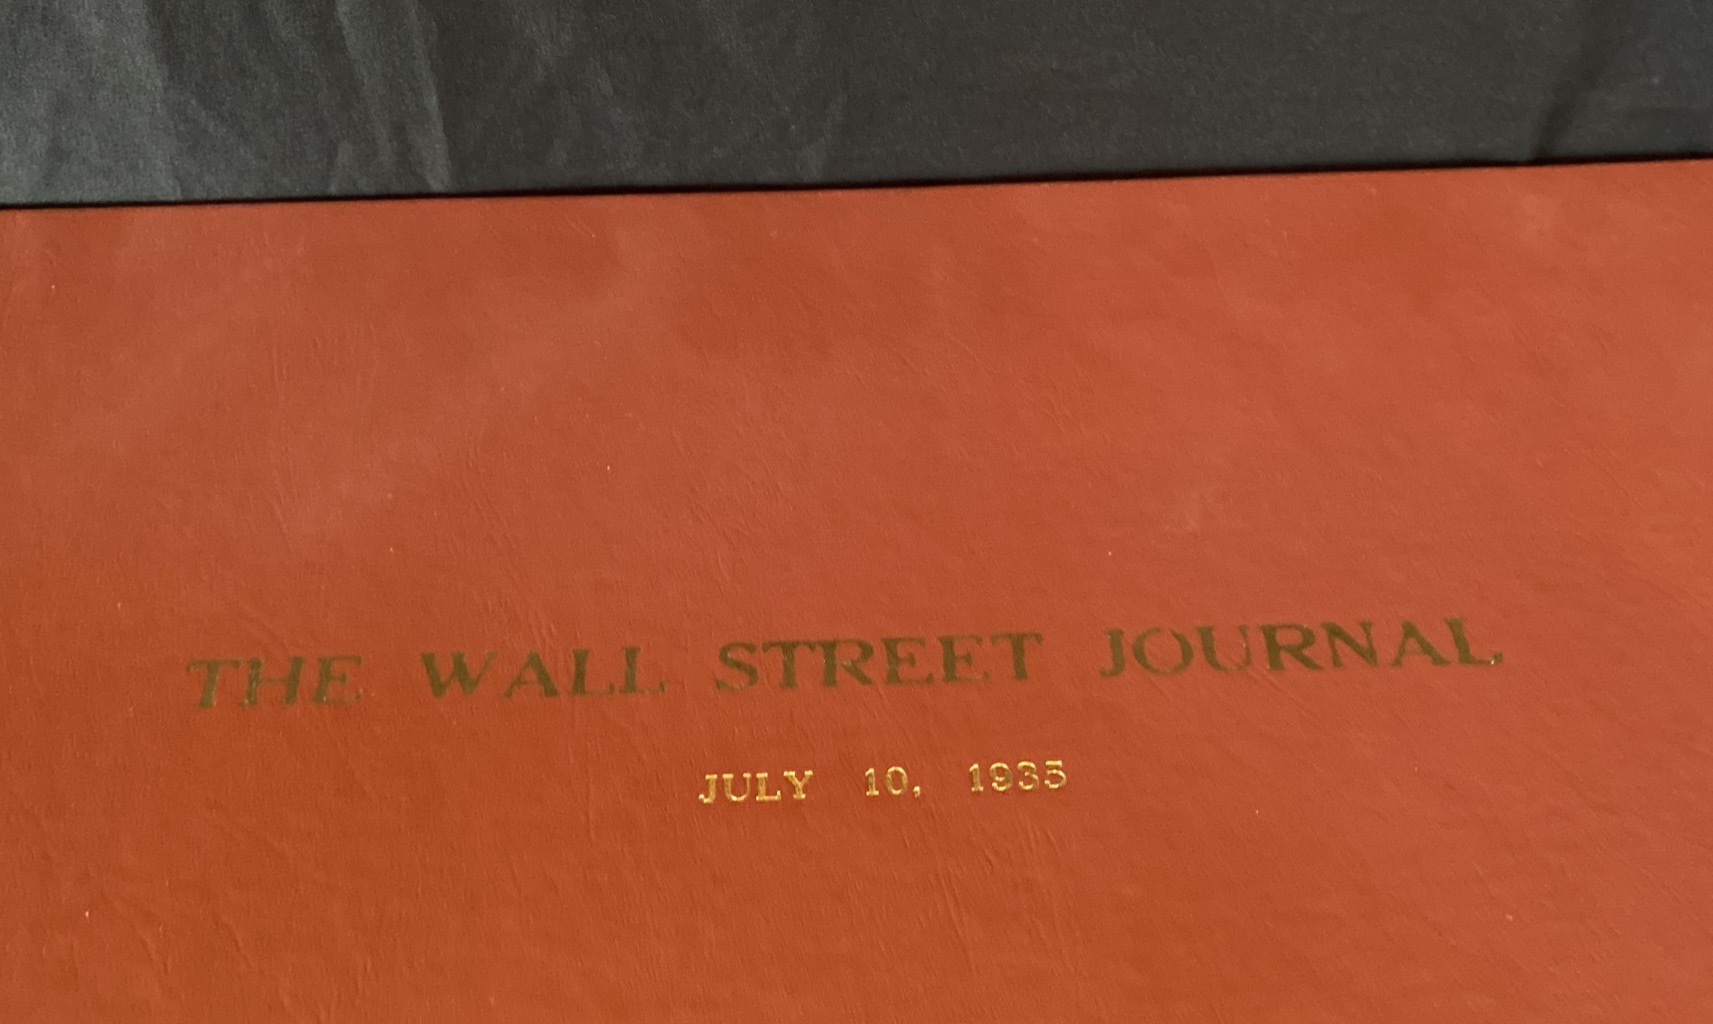 THE WALL STREET JOURNAL
JULY 10, 1935